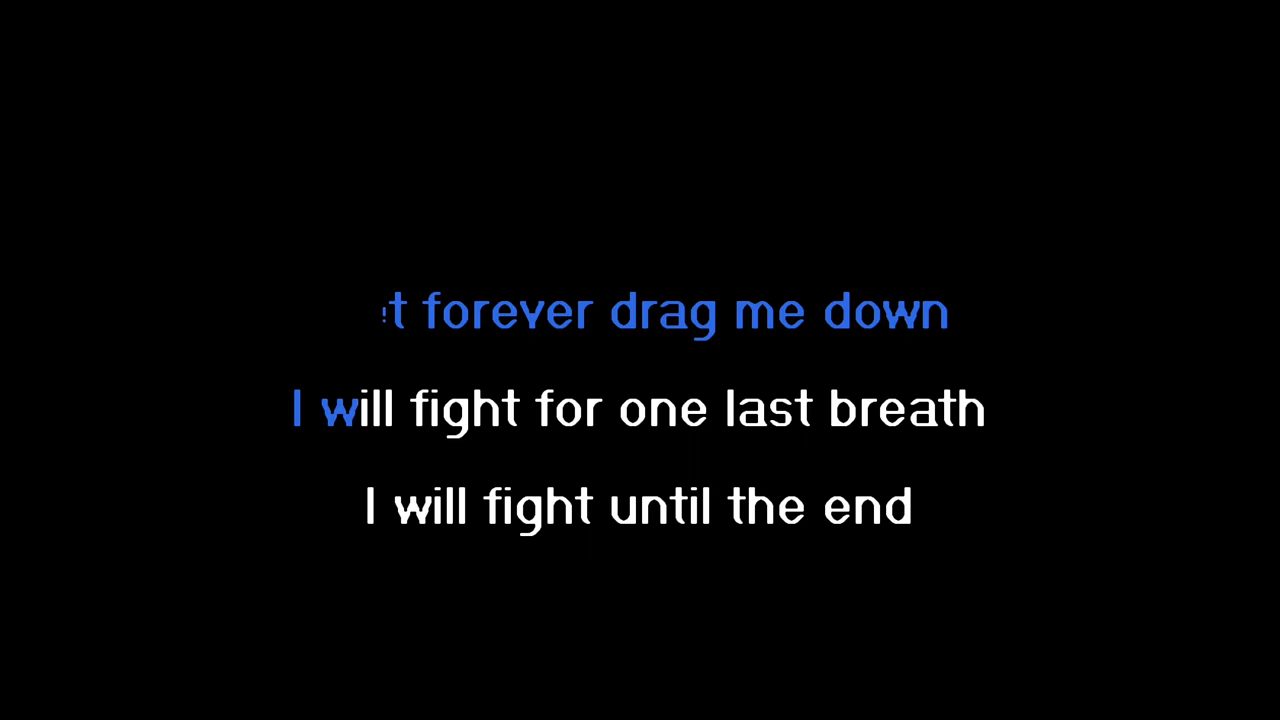 t forever drag me down
I will fight for one last breath
I will fight until the end